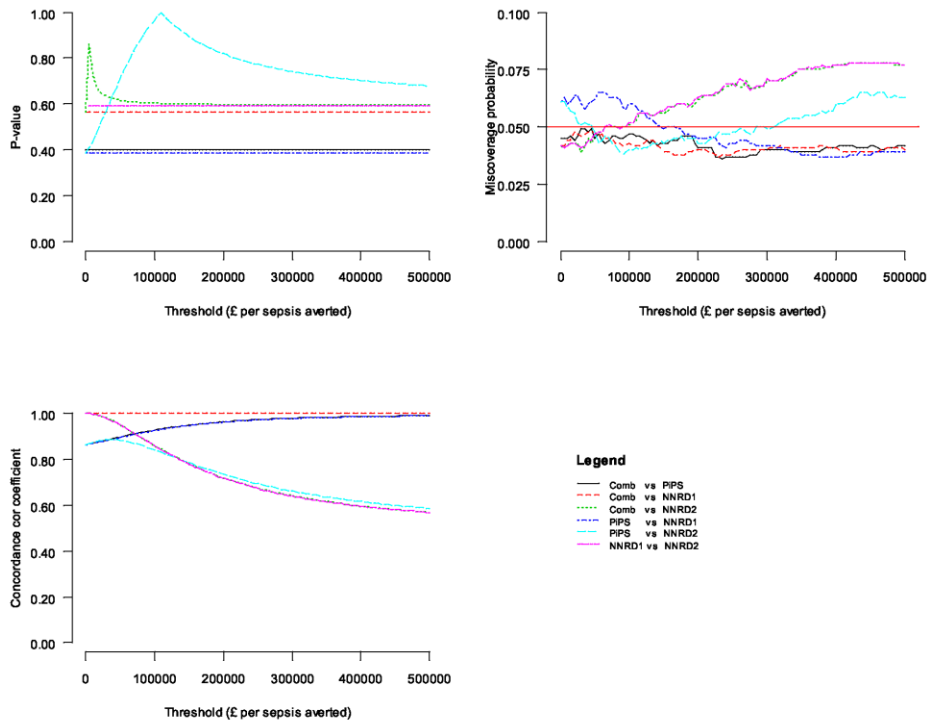 P-value
1.00
0.80
0.60
0.40
0.20
0.00
0 100000 200000 300000 400000 500000
Threshold (£ per sepsis averted)
Miscoverage probability
0.100
0.075
0.050
0.025
0.000
0 100000 200000 300000 400000 500000
Threshold (£ per sepsis averted)
Concordance cor coefficient
1.00
0.80
0.60
0.40
0.20
0.00
0 100000 200000 300000 400000 500000
Threshold (£ per sepsis averted)
Legend
Comb vs PiPS
Comb vs NNRD1
Comb vs NNRD2
PiPS vs NNRD1
PiPS vs NNRD2
NNRD1 vs NNRD2